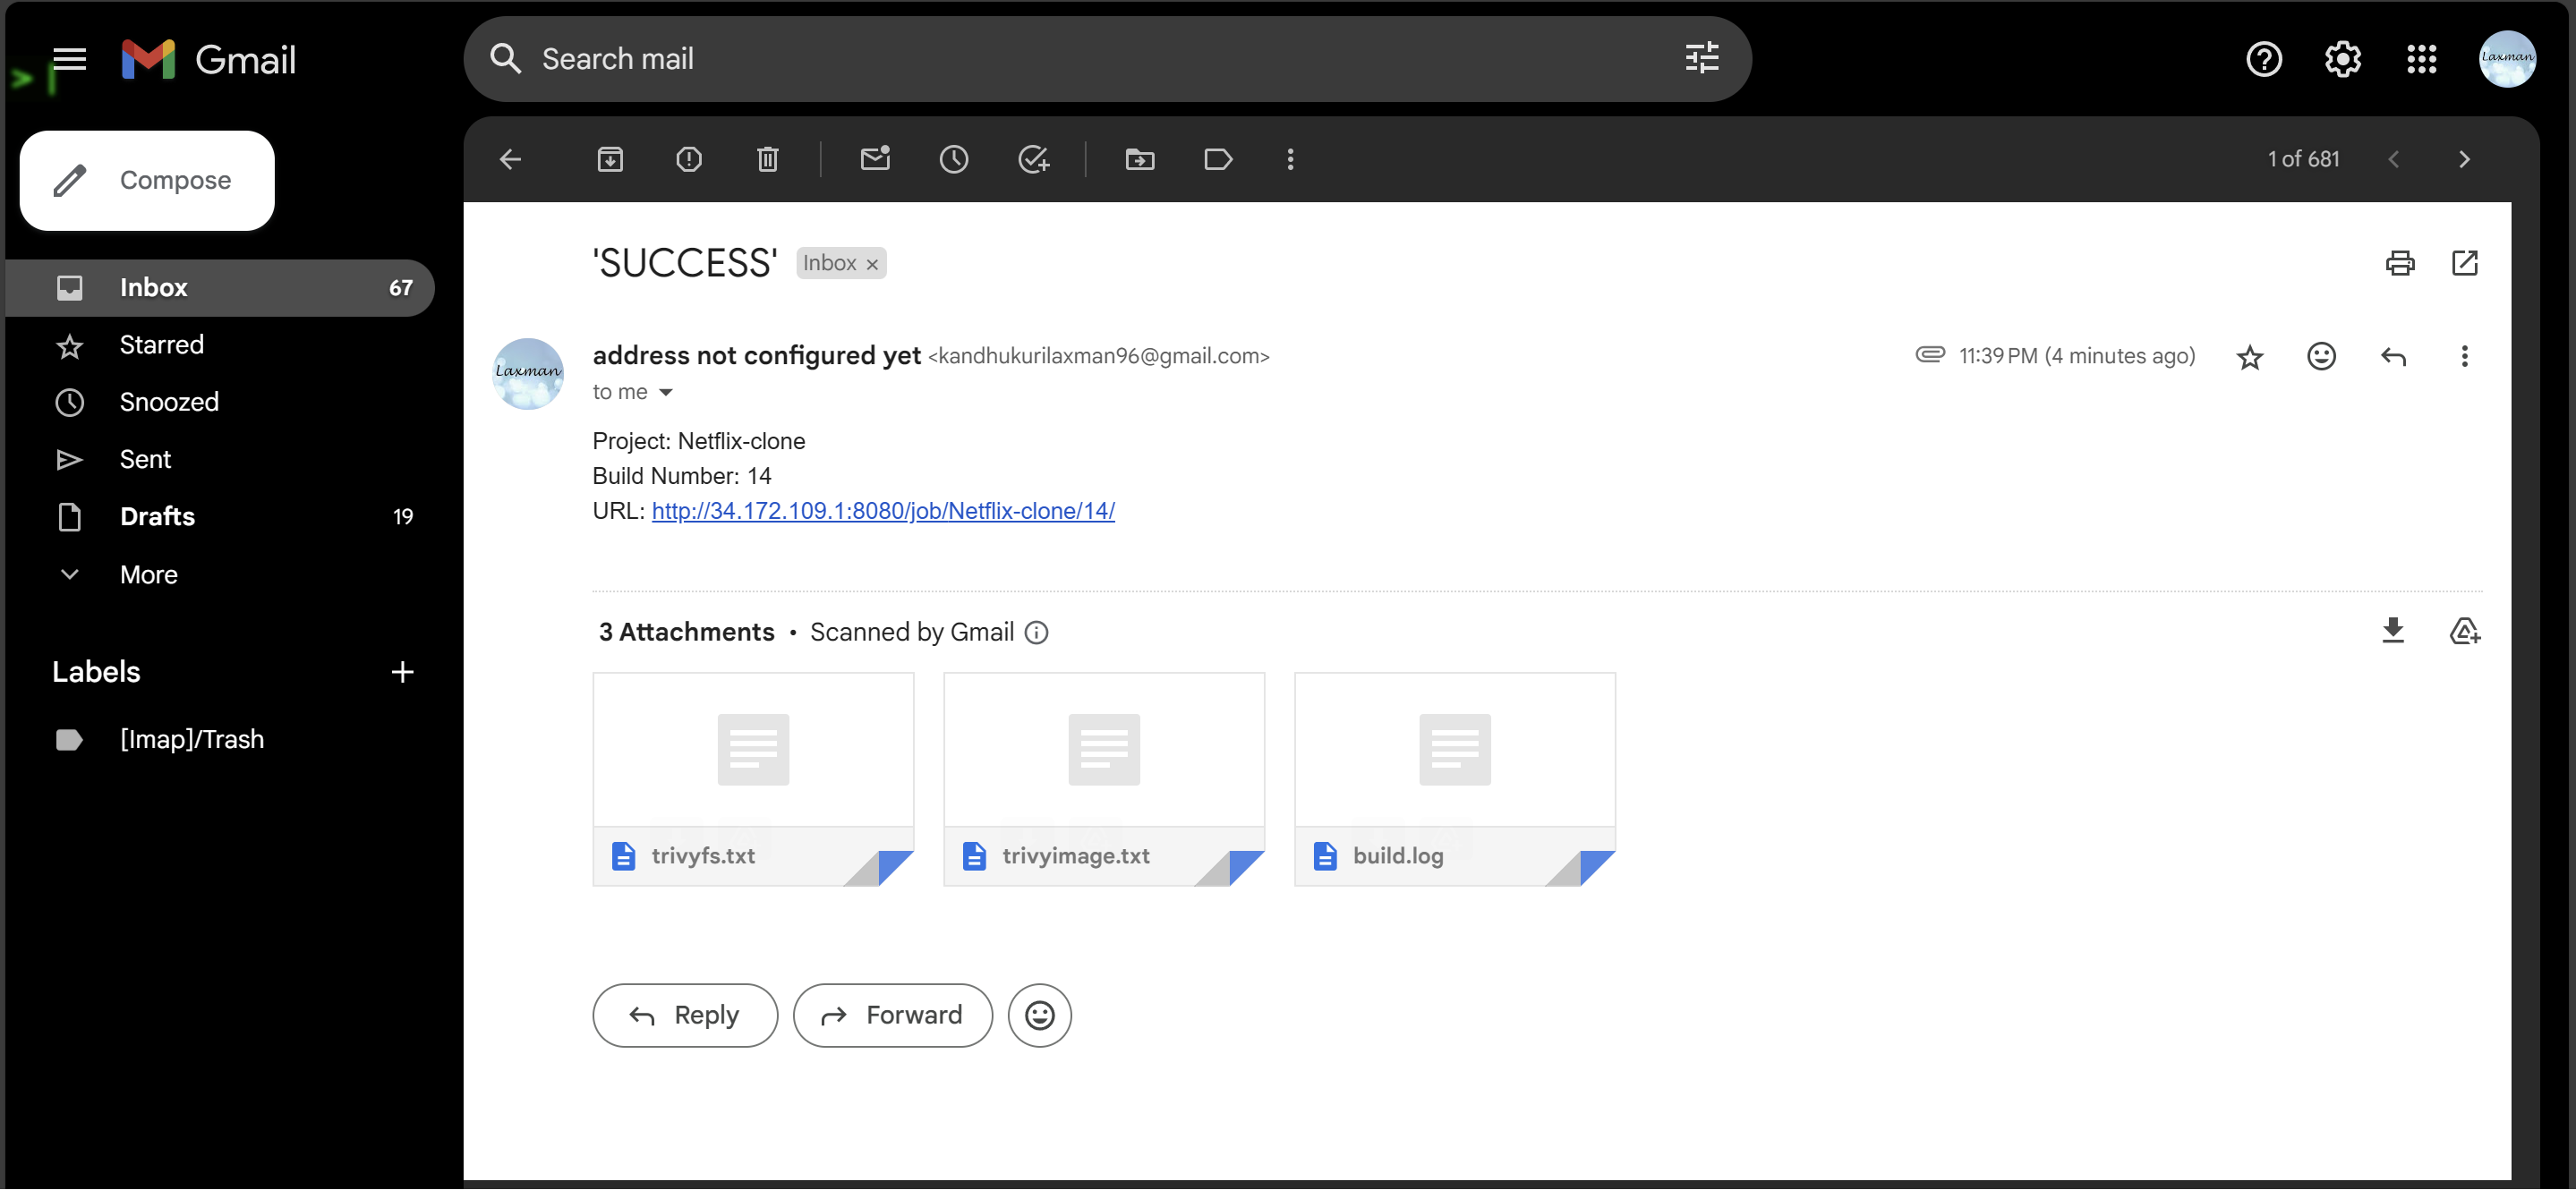 Gmail
Search mail
Laxman
Compose
1 of 681
Inbox 67
Starred
Snoozed
Sent
Drafts 19
More
Labels
[Imap]/Trash
'SUCCESS' Inbox ×
Laxman
address not configured yet <kandhukurilaxman96@gmail.com> 11:39 PM (4 minutes ago)
to me
Project: Netflix-clone
Build Number: 14
URL: http://34.172.109.1:8080/job/Netflix-clone/14/
3 Attachments • Scanned by Gmail
trivyfs.txt
trivyimage.txt
build.log
Reply
Forward